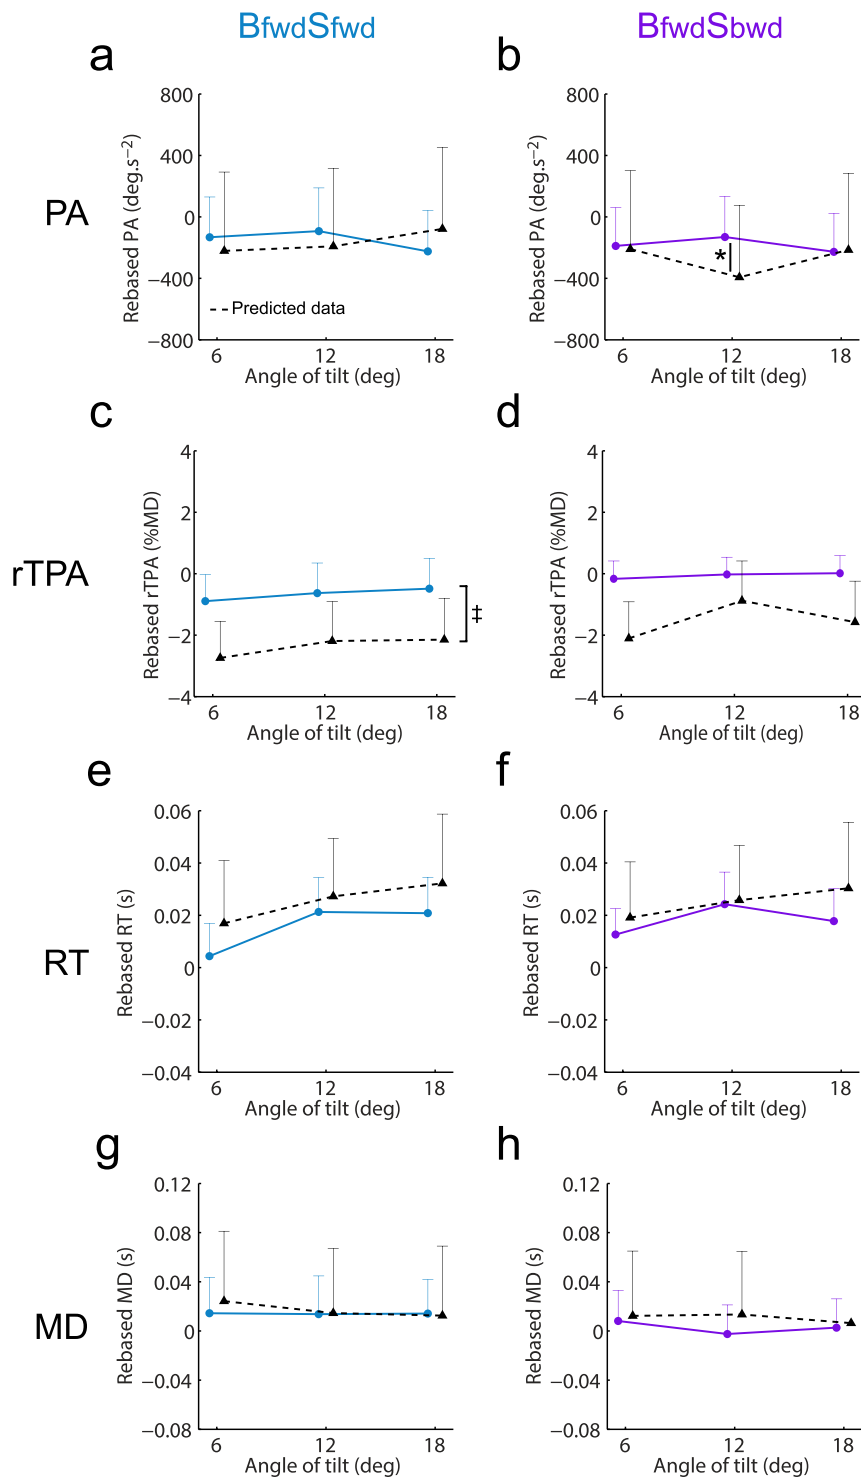 BfwdSfwd
BfwdSbwd
a
b
PA
Rebased PA (deg.s⁻²)
800
400
0
−400
−800
Predicted data
6
12
18
Angle of tilt (deg)
Rebased PA (deg.s⁻²)
800
400
0
−400
−800
*
6
12
18
Angle of tilt (deg)
c
d
rTPA
Rebased rTPA (%MD)
4
2
0
−2
−4
‡
6
12
18
Angle of tilt (deg)
Rebased rTPA (%MD)
4
2
0
−2
−4
6
12
18
Angle of tilt (deg)
e
f
RT
Rebased RT (s)
0.06
0.04
0.02
0
−0.02
−0.04
6
12
18
Angle of tilt (deg)
Rebased RT (s)
0.06
0.04
0.02
0
−0.02
−0.04
6
12
18
Angle of tilt (deg)
g
h
MD
Rebased MD (s)
0.12
0.08
0.04
0
−0.04
−0.08
6
12
18
Angle of tilt (deg)
Rebased MD (s)
0.12
0.08
0.04
0
−0.04
−0.08
6
12
18
Angle of tilt (deg)